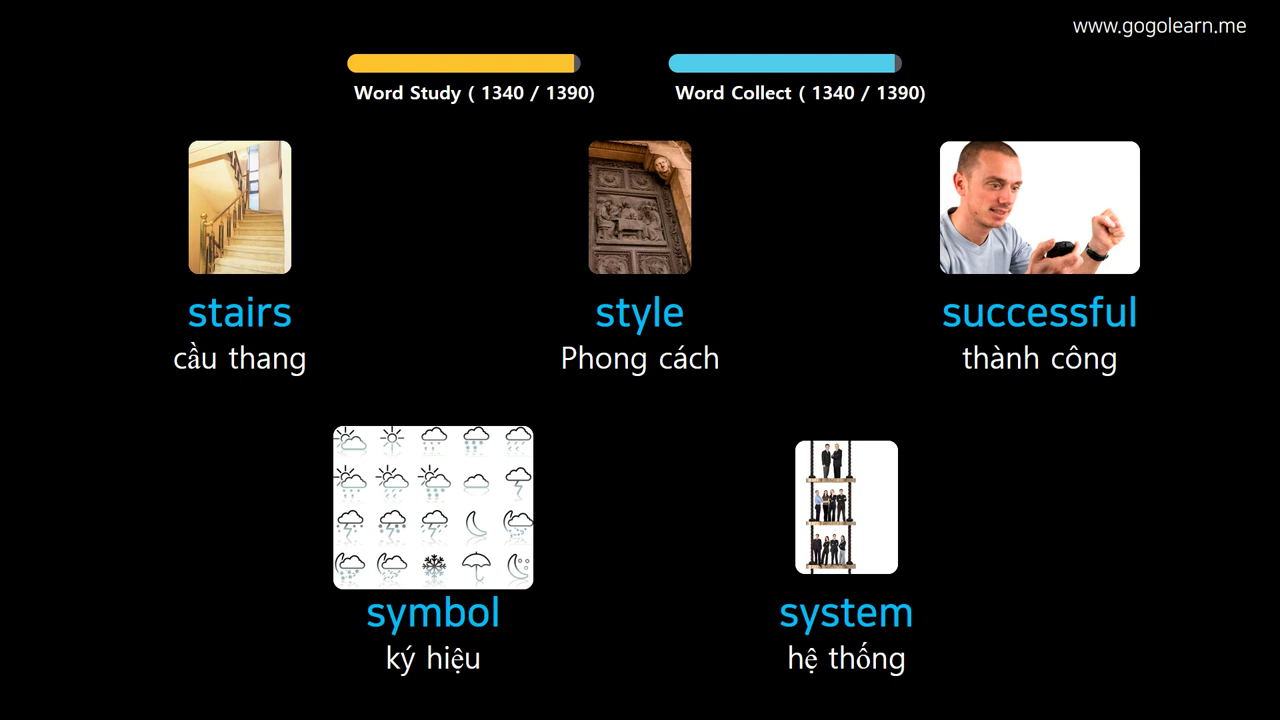 www.gogolearn.me
Word Study ( 1340 / 1390)
Word Collect ( 1340 / 1390)
stairs
cầu thang
style
Phong cách
successful
thành công
symbol
ký hiệu
system
hệ thống